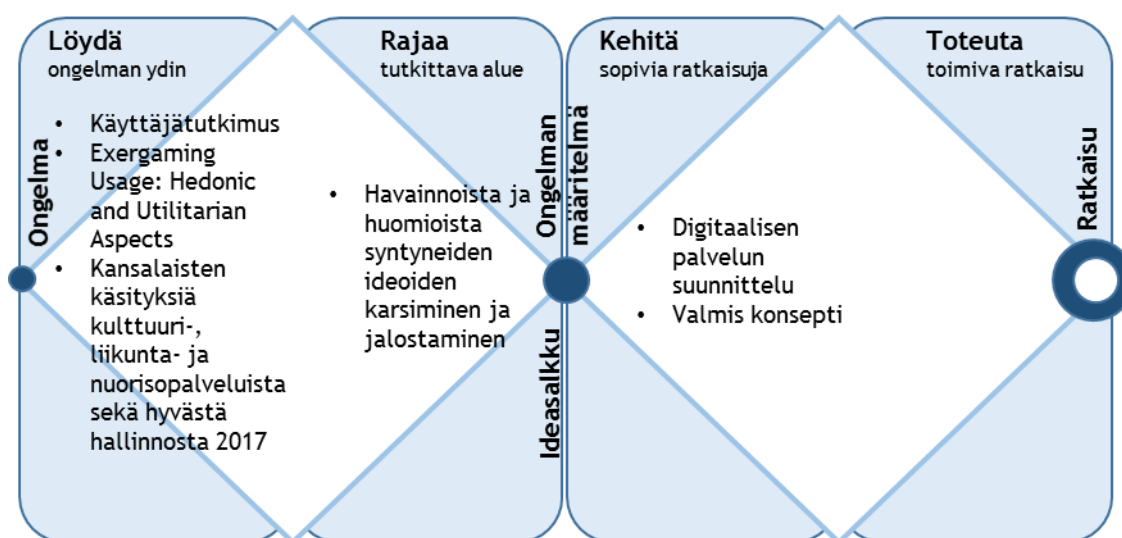 Löydä
ongelman ydin
Ongelma
• Käyttäjätutkimus
• Exergaming
Usage: Hedonic
and Utilitarian
Aspects
• Kansalaisten
käsityksiä
kulttuuri-,
liikunta- ja
nuorisopalveluista
sekä hyvästä
hallinnosta 2017
Rajaa
tutkittava alue
• Havainnoista ja
huomioista
syntyneiden
ideoiden
karsiminen ja
jalostaminen
Ongelman
määritelmä
Ideasalkku
Kehitä
sopivia ratkaisuja
• Digitaalisen
palvelun
suunnittelu
• Valmis konsepti
Toteuta
toimiva ratkaisu
Ratkaisu